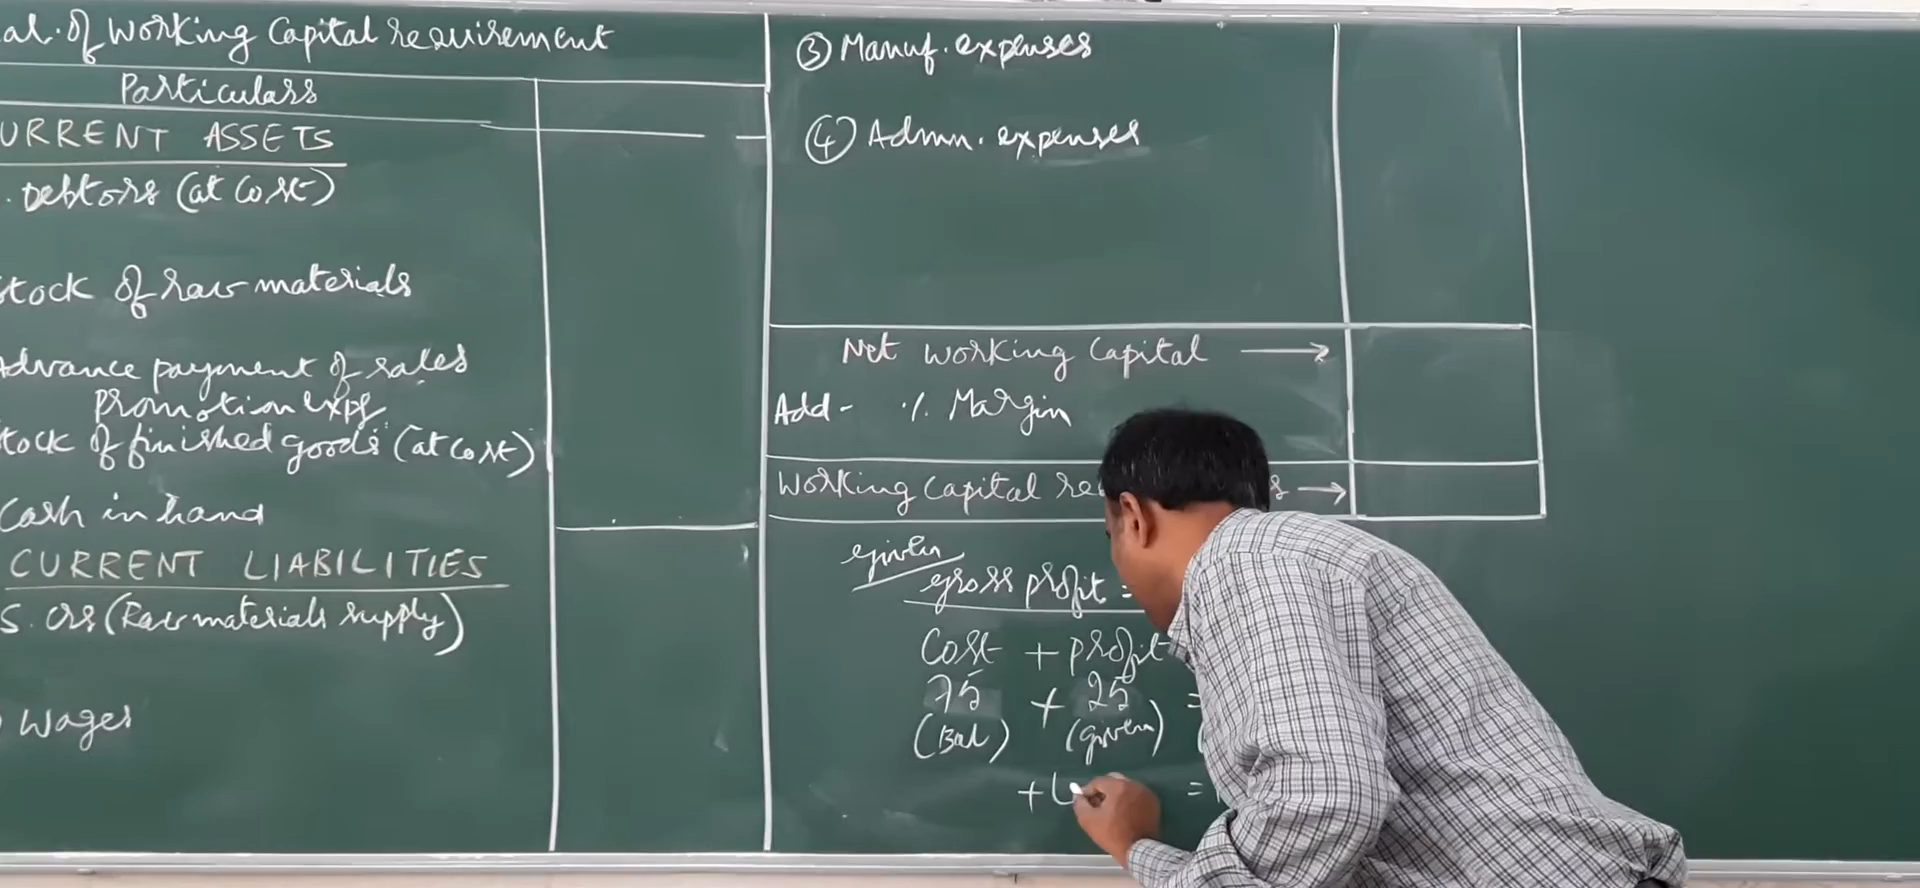 al. of Working Capital requirement
Particulars
URRENT ASSETS
. Debtors (at Cost)
tock of raw materials
Advance payment of sales
promotion exps
tock of finished goods (at cost)
Cash in hand
CURRENT LIABILITIES
S. Crs (Raw materials supply)
) Wages
③ Manuf. expenses
④ Admn. expenses
Net Working Capital →
Add - % Margin
Working Capital re s →
given
gross profit =
Cost + profit
75 + 25 =
(Bal) (given)
+ =